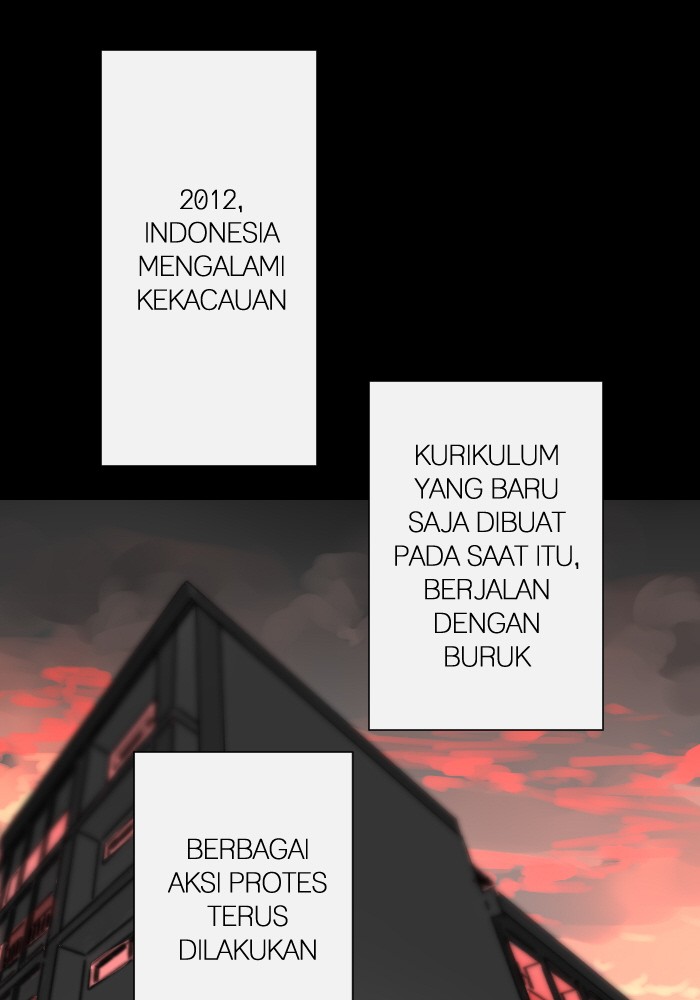 2012,
INDONESIA
MENGALAMI
KEKACAUAN
KURIKULUM
YANG BARU
SAJA DIBUAT
PADA SAAT ITU,
BERJALAN
DENGAN
BURUK
BERBAGAI
AKSI PROTES
TERUS
DILAKUKAN